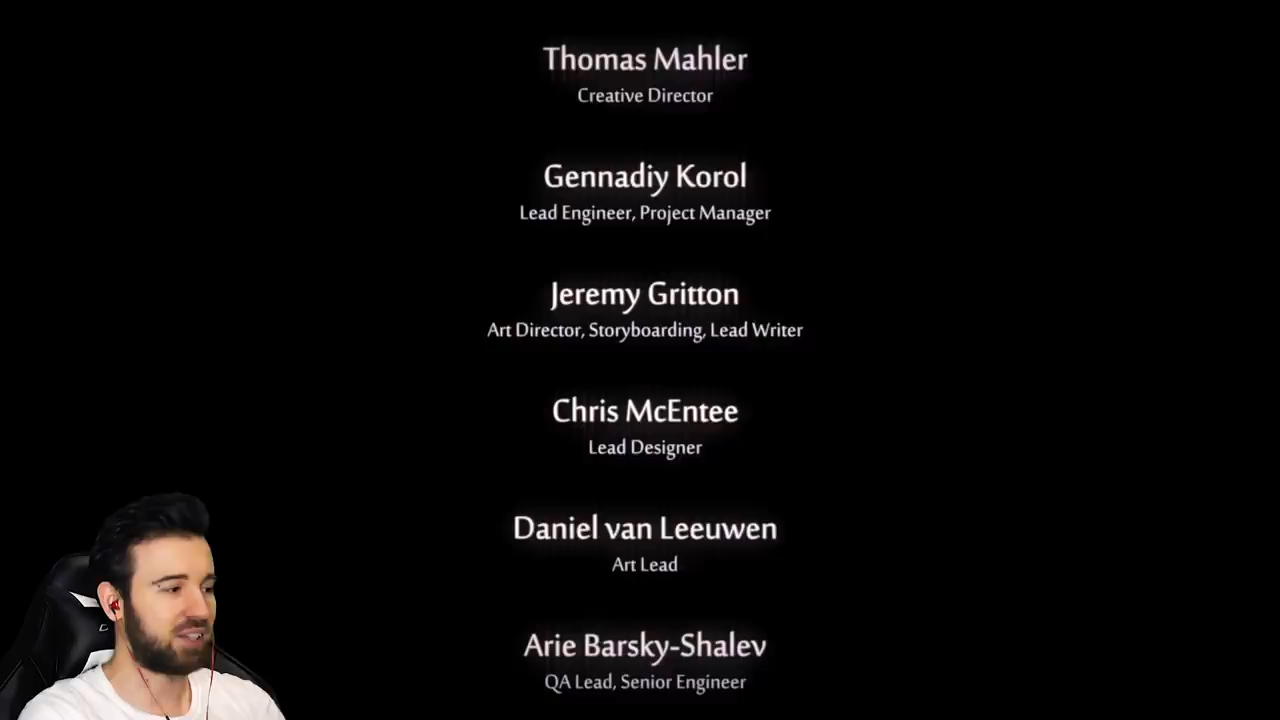 Thomas Mahler
Creative Director
Gennadiy Korol
Lead Engineer, Project Manager
Jeremy Gritton
Art Director, Storyboarding, Lead Writer
Chris McEntee
Lead Designer
Daniel van Leeuwen
Art Lead
Arie Barsky-Shalev
QA Lead, Senior Engineer